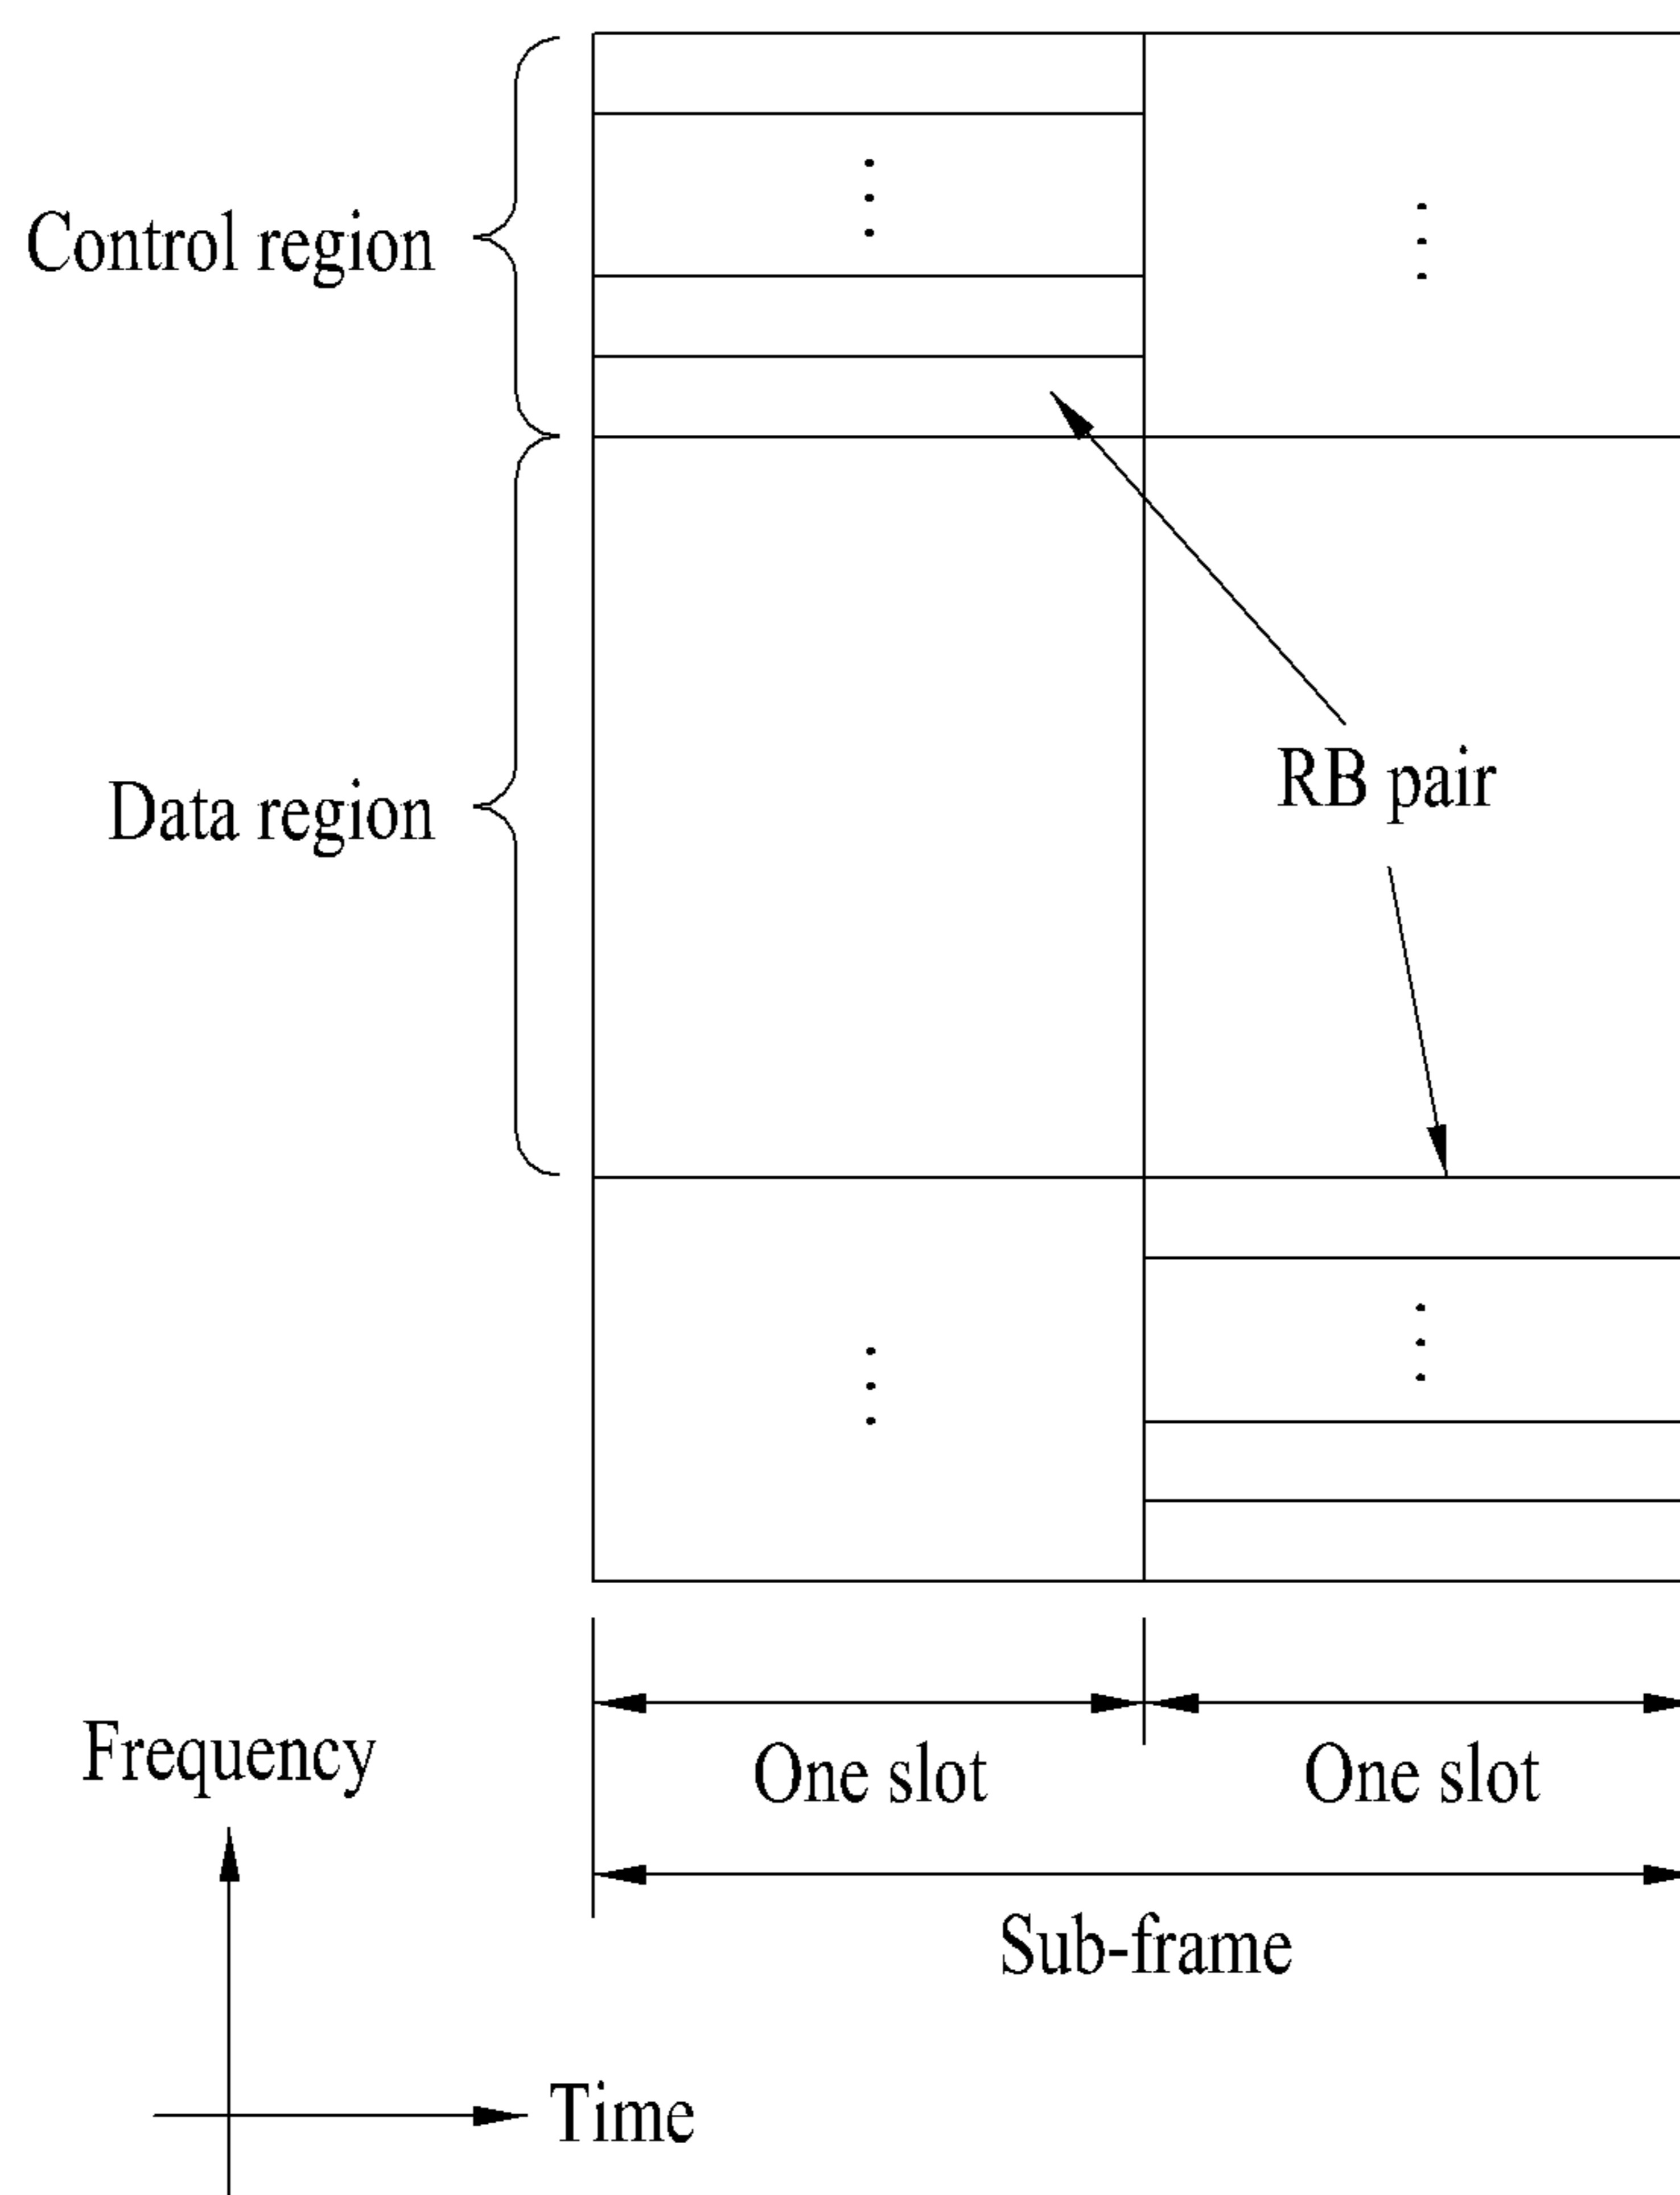 Control region
Data region
RB pair
One slot
One slot
Sub-frame
Frequency
Time